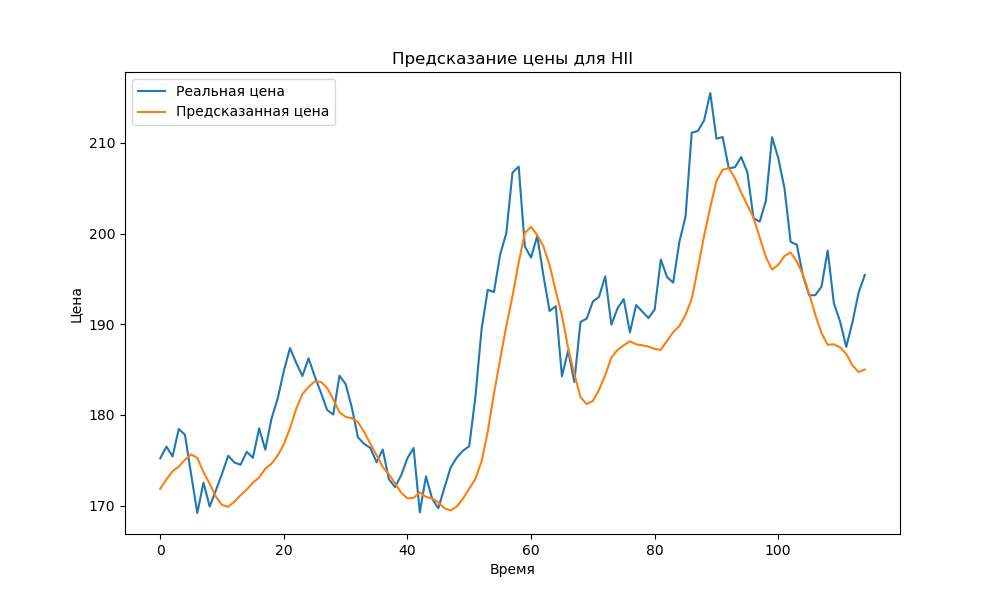 Предсказание цены для HII
Реальная цена
Предсказанная цена
210
200
190
180
170
Цена
0 20 40 60 80 100
Время